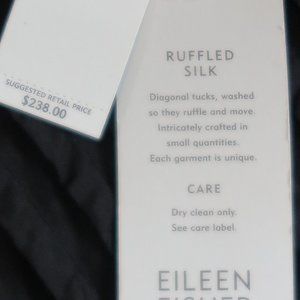 SUGGESTED RETAIL PRICE
$238.00
RUFFLED
SILK
Diagonal tucks, washed
so they ruffle and move.
Intricately crafted in
small quantities.
Each garment is unique.
CARE
Dry clean only.
See care label.
EILEEN
FISHER